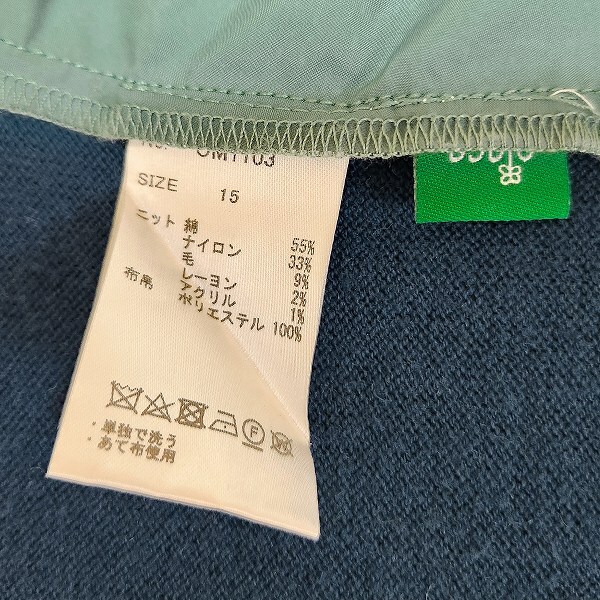 No. OM1103
SIZE 15
ニット 綿 55%
ナイロン 33%
毛 9%
レーヨン 2%
アクリル 1%
布帛 ポリエステル 100%
F
・単独で洗う
・あて布使用